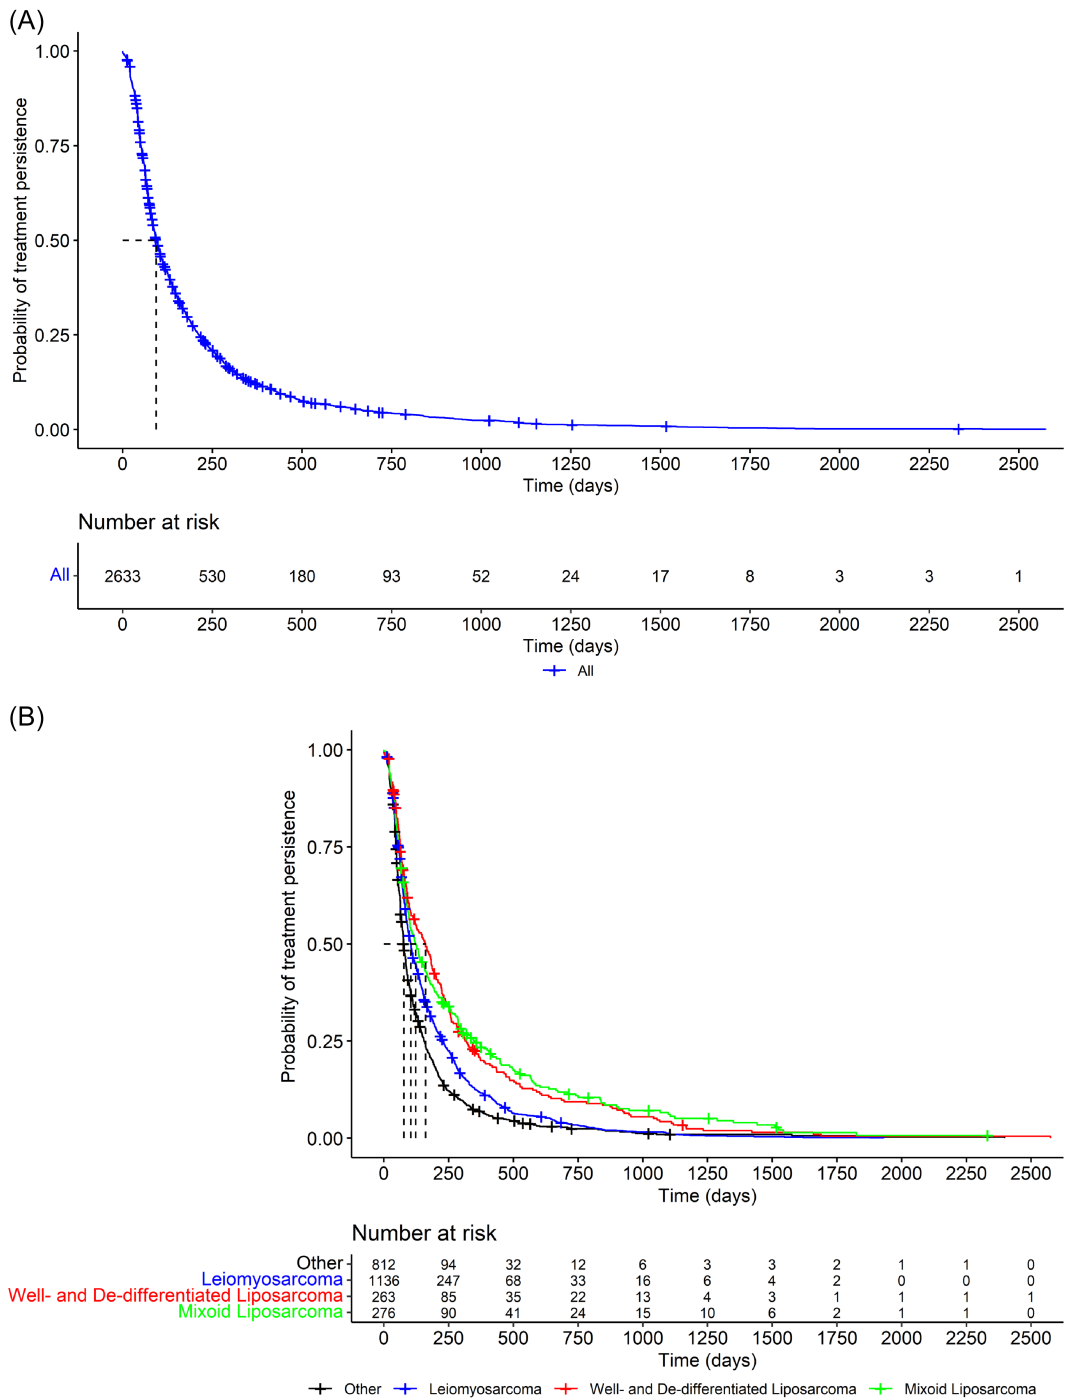 (A)
Probability of treatment persistence
1.00
0.75
0.50
0.25
0.00
0 250 500 750 1000 1250 1500 1750 2000 2250 2500
Time (days)
Number at risk
All 2633 530 180 93 52 24 17 8 3 3 1
0 250 500 750 1000 1250 1500 1750 2000 2250 2500
Time (days)
All
(B)
Probability of treatment persistence
1.00
0.75
0.50
0.25
0.00
0 250 500 750 1000 1250 1500 1750 2000 2250 2500
Time (days)
Number at risk
Other 812 94 32 12 6 3 3 2 1 1 0
Leiomyosarcoma 1136 247 68 33 16 6 4 2 0 0 0
Well- and De-differentiated Liposarcoma 263 85 35 22 13 4 3 1 1 1 1
Mixoid Liposarcoma 276 90 41 24 15 10 6 2 1 1 0
0 250 500 750 1000 1250 1500 1750 2000 2250 2500
Time (days)
Other Leiomyosarcoma Well- and De-differentiated Liposarcoma Mixoid Liposarcoma